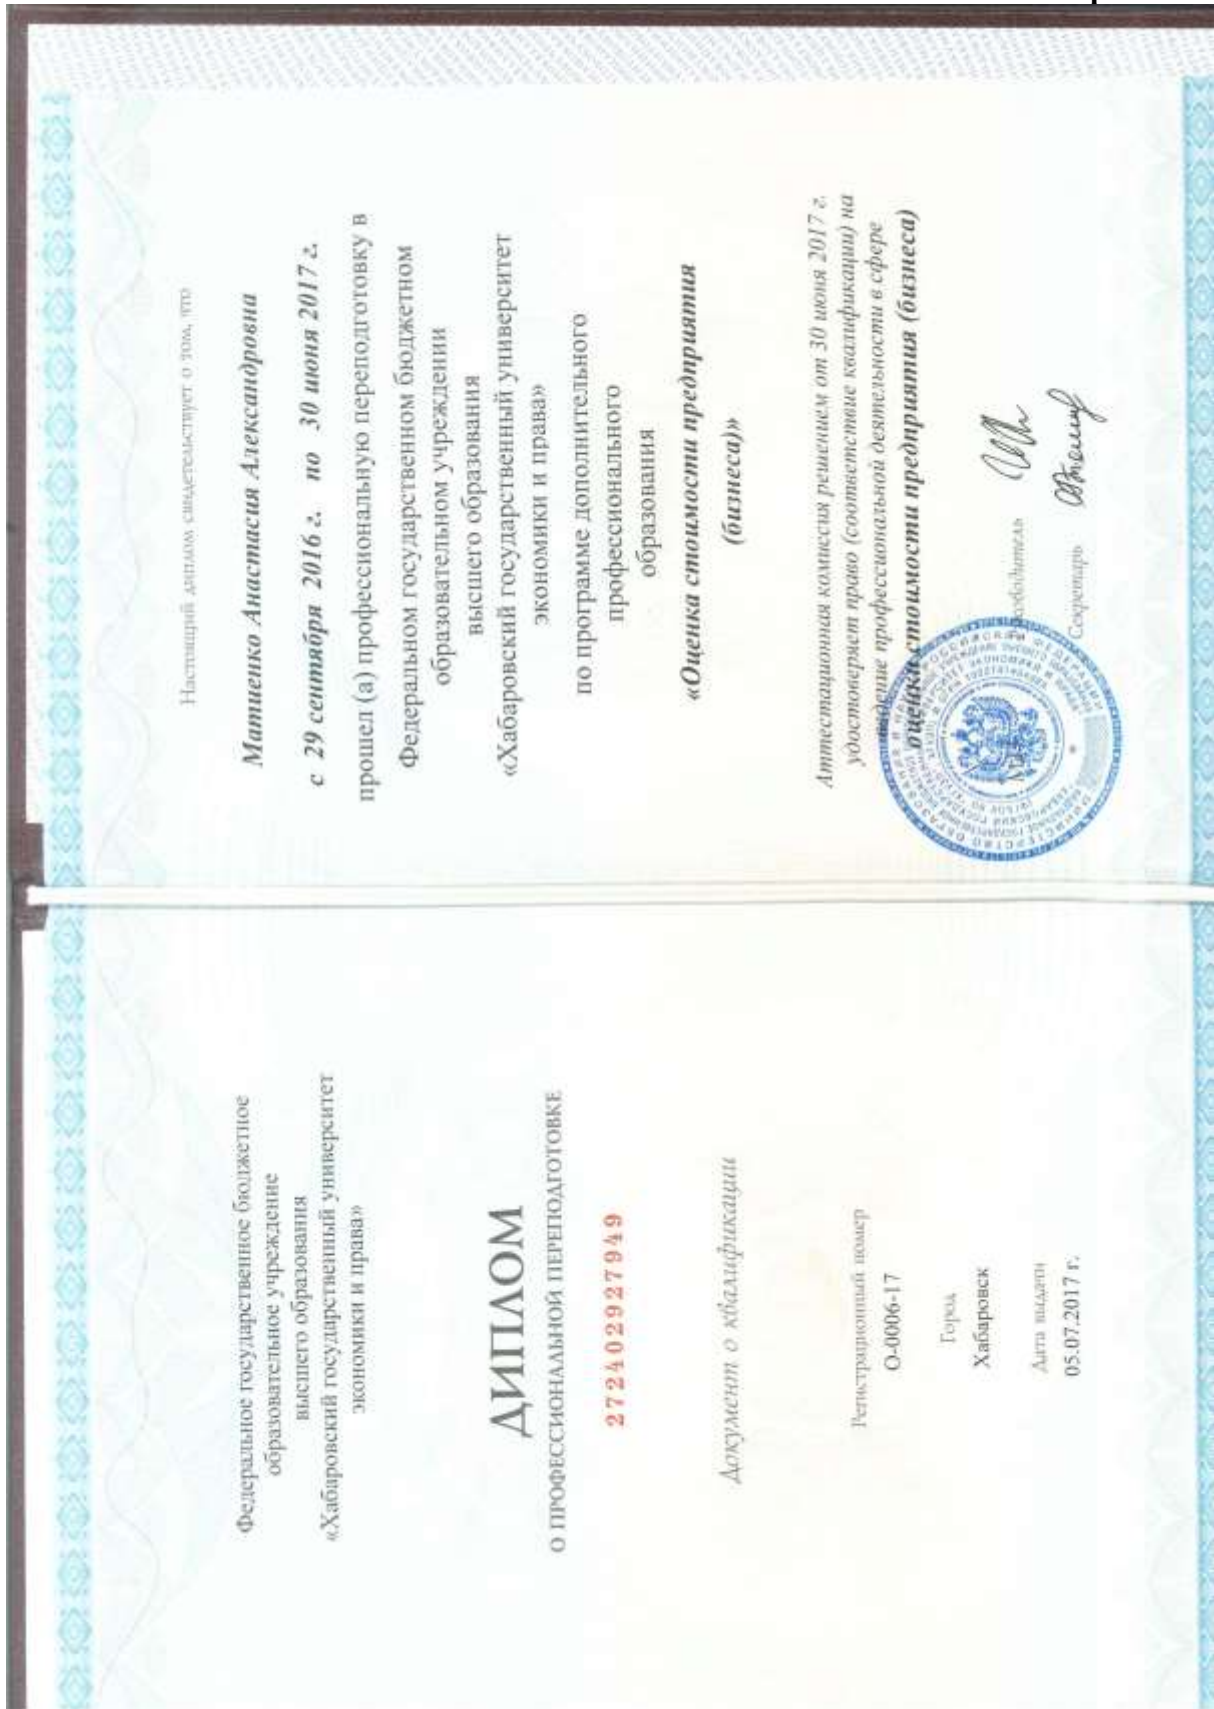 Федеральное государственное бюджетное
образовательное учреждение
высшего образования
«Хабаровский государственный университет
экономики и права»
ДИПЛОМ
О ПРОФЕССИОНАЛЬНОЙ ПЕРЕПОДГОТОВКЕ
272402927949
Документ о квалификации
Регистрационный номер
О-0006-17
Город
Хабаровск
Дата выдачи
05.07.2017 г.
Настоящий диплом свидетельствует о том, что
Матиенко Анастасия Александровна
с 29 сентября 2016 г. по 30 июня 2017 г.
прошел (а) профессиональную переподготовку в
Федеральном государственном бюджетном
образовательном учреждении
высшего образования
«Хабаровский государственный университет
экономики и права»
по программе дополнительного
профессионального
образования
«Оценка стоимости предприятия
(бизнеса)»
Аттестационная комиссия решением от 30 июня 2017 г.
удостоверяет право (соответствие квалификации) на
ведение профессиональной деятельности в сфере
оценки стоимости предприятия (бизнеса)
Руководитель
Секретарь